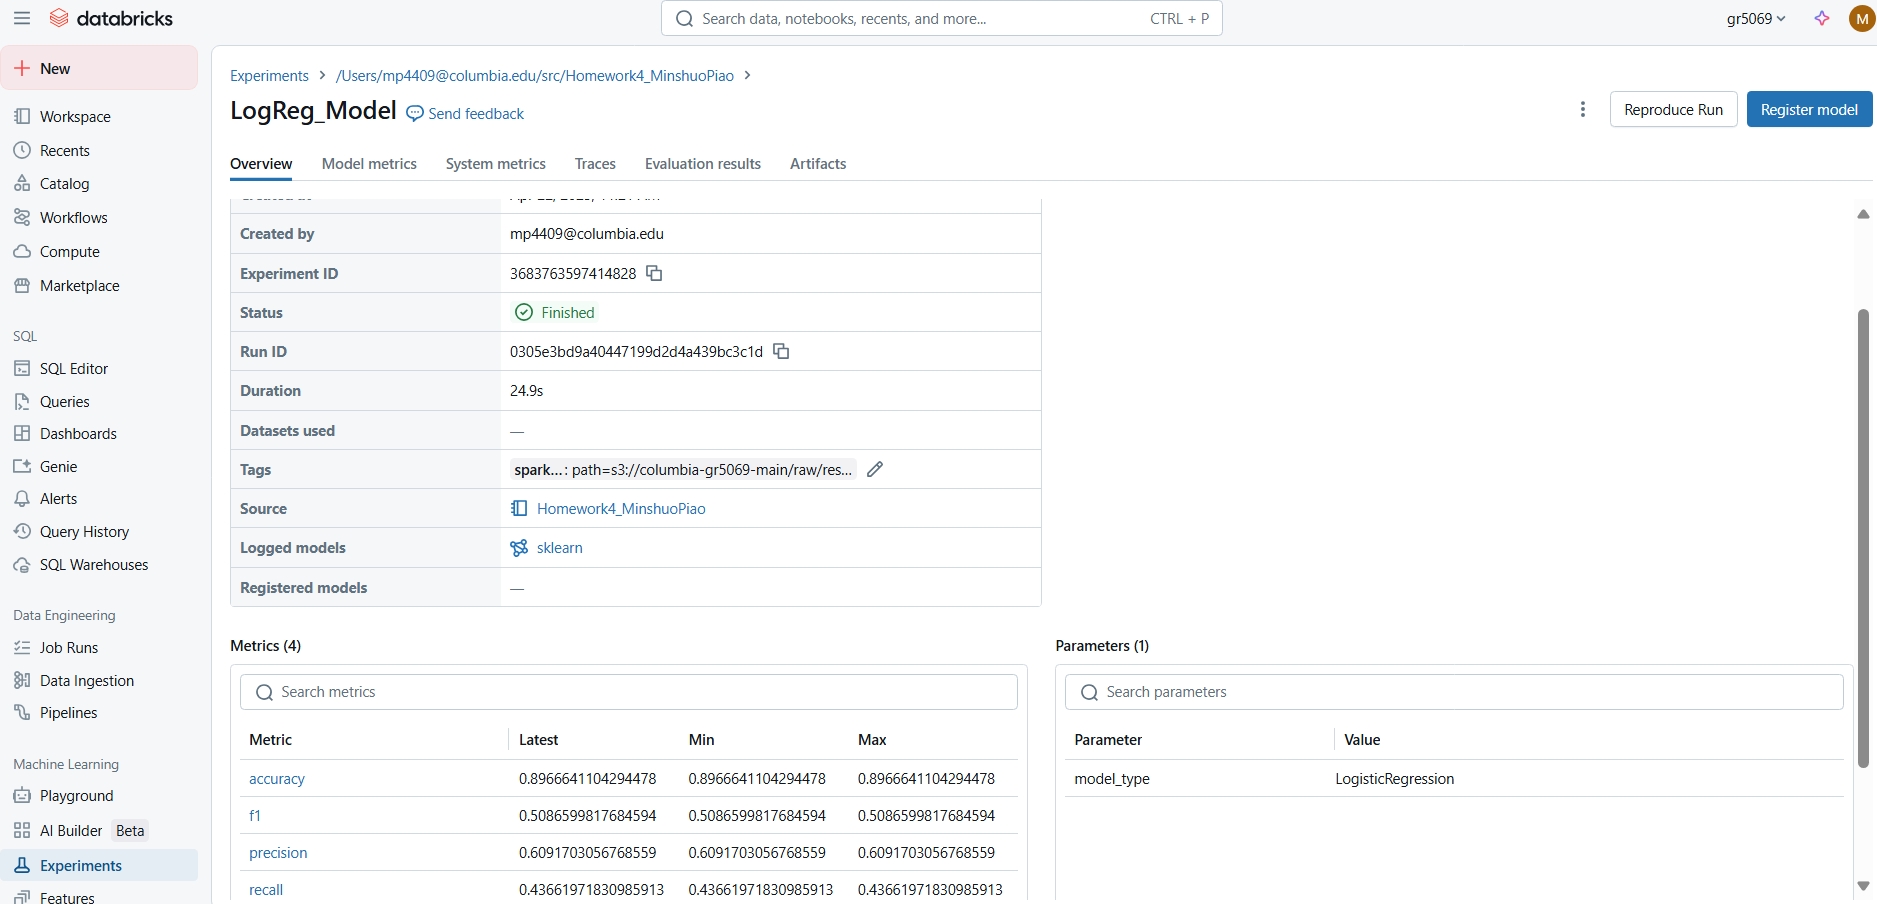 databricks
Search data, notebooks, recents, and more...
CTRL + P
gr5069
M
New
Workspace
Recents
Catalog
Workflows
Compute
Marketplace
SQL
SQL Editor
Queries
Dashboards
Genie
Alerts
Query History
SQL Warehouses
Data Engineering
Job Runs
Data Ingestion
Pipelines
Machine Learning
Playground
AI Builder Beta
Experiments
Features
Experiments > /Users/mp4409@columbia.edu/src/Homework4_MinshuoPiao >
LogReg_Model Send feedback
Reproduce Run
Register model
Overview Model metrics System metrics Traces Evaluation results Artifacts
Created by mp4409@columbia.edu
Experiment ID 3683763597414828
Status Finished
Run ID 0305e3bd9a40447199d2d4a439bc3c1d
Duration 24.9s
Datasets used —
Tags spark...: path=s3://columbia-gr5069-main/raw/res...
Source Homework4_MinshuoPiao
Logged models sklearn
Registered models —
Metrics (4)
Search metrics
Metric Latest Min Max
accuracy 0.8966641104294478 0.8966641104294478 0.8966641104294478
f1 0.5086599817684594 0.5086599817684594 0.5086599817684594
precision 0.6091703056768559 0.6091703056768559 0.6091703056768559
recall 0.43661971830985913 0.43661971830985913 0.43661971830985913
Parameters (1)
Search parameters
Parameter Value
model_type LogisticRegression